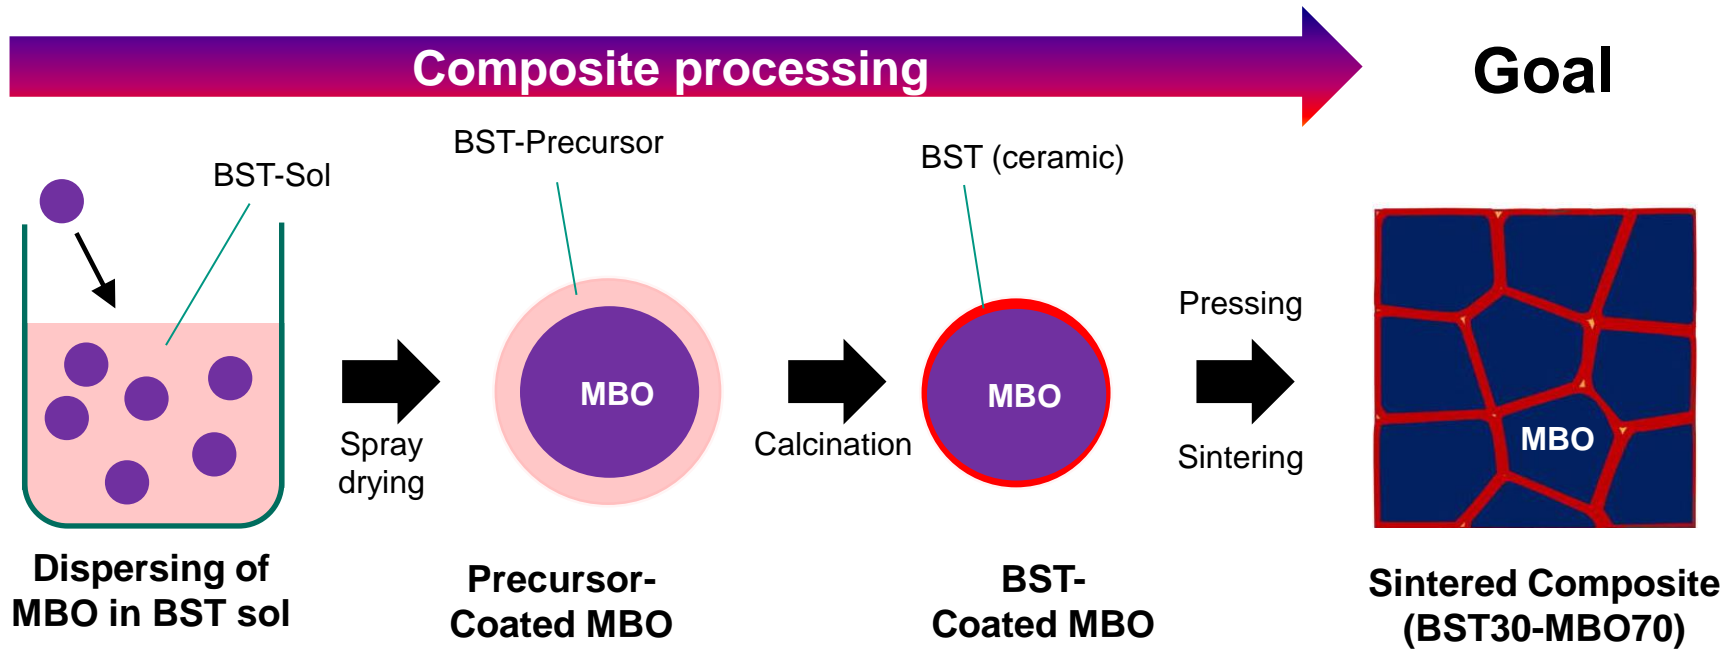 Composite processing
Goal
BST-Sol
BST-Precursor
BST (ceramic)
MBO
MBO
MBO
Spray
drying
Calcination
Pressing
Sintering
Dispersing of
MBO in BST sol
Precursor-
Coated MBO
BST-
Coated MBO
Sintered Composite
(BST30-MBO70)